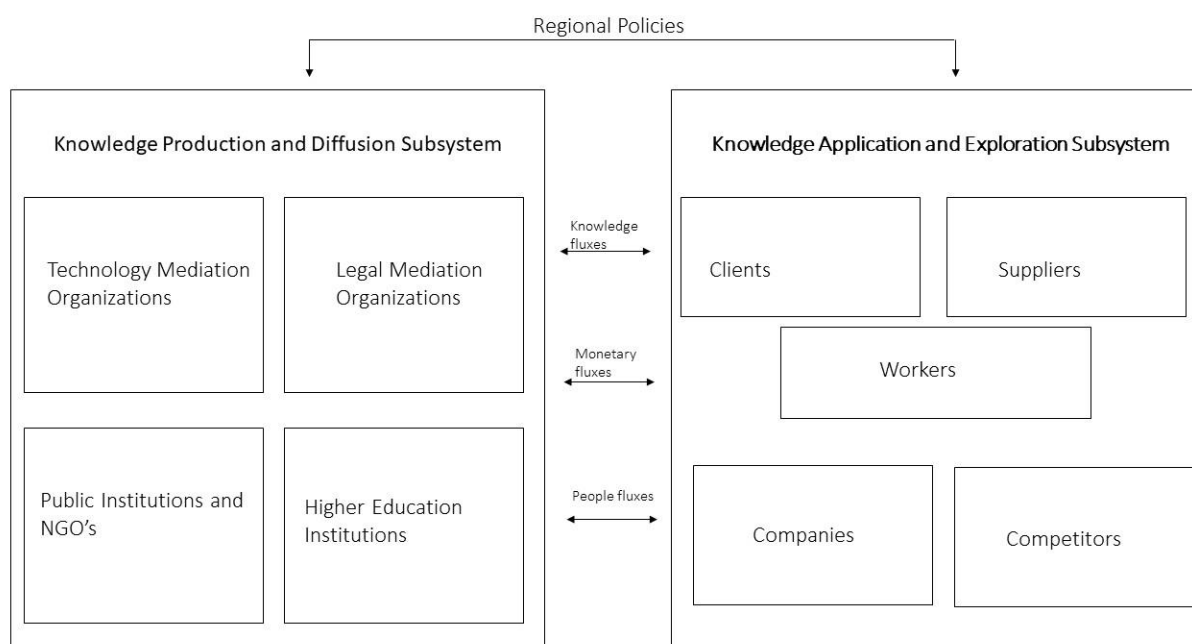 Regional Policies
Knowledge Production and Diffusion Subsystem
Technology Mediation
Organizations
Legal Mediation
Organizations
Public Institutions and
NGO’s
Higher Education
Institutions
Knowledge
fluxes
Monetary
fluxes
People fluxes
Knowledge Application and Exploration Subsystem
Clients
Suppliers
Workers
Companies
Competitors